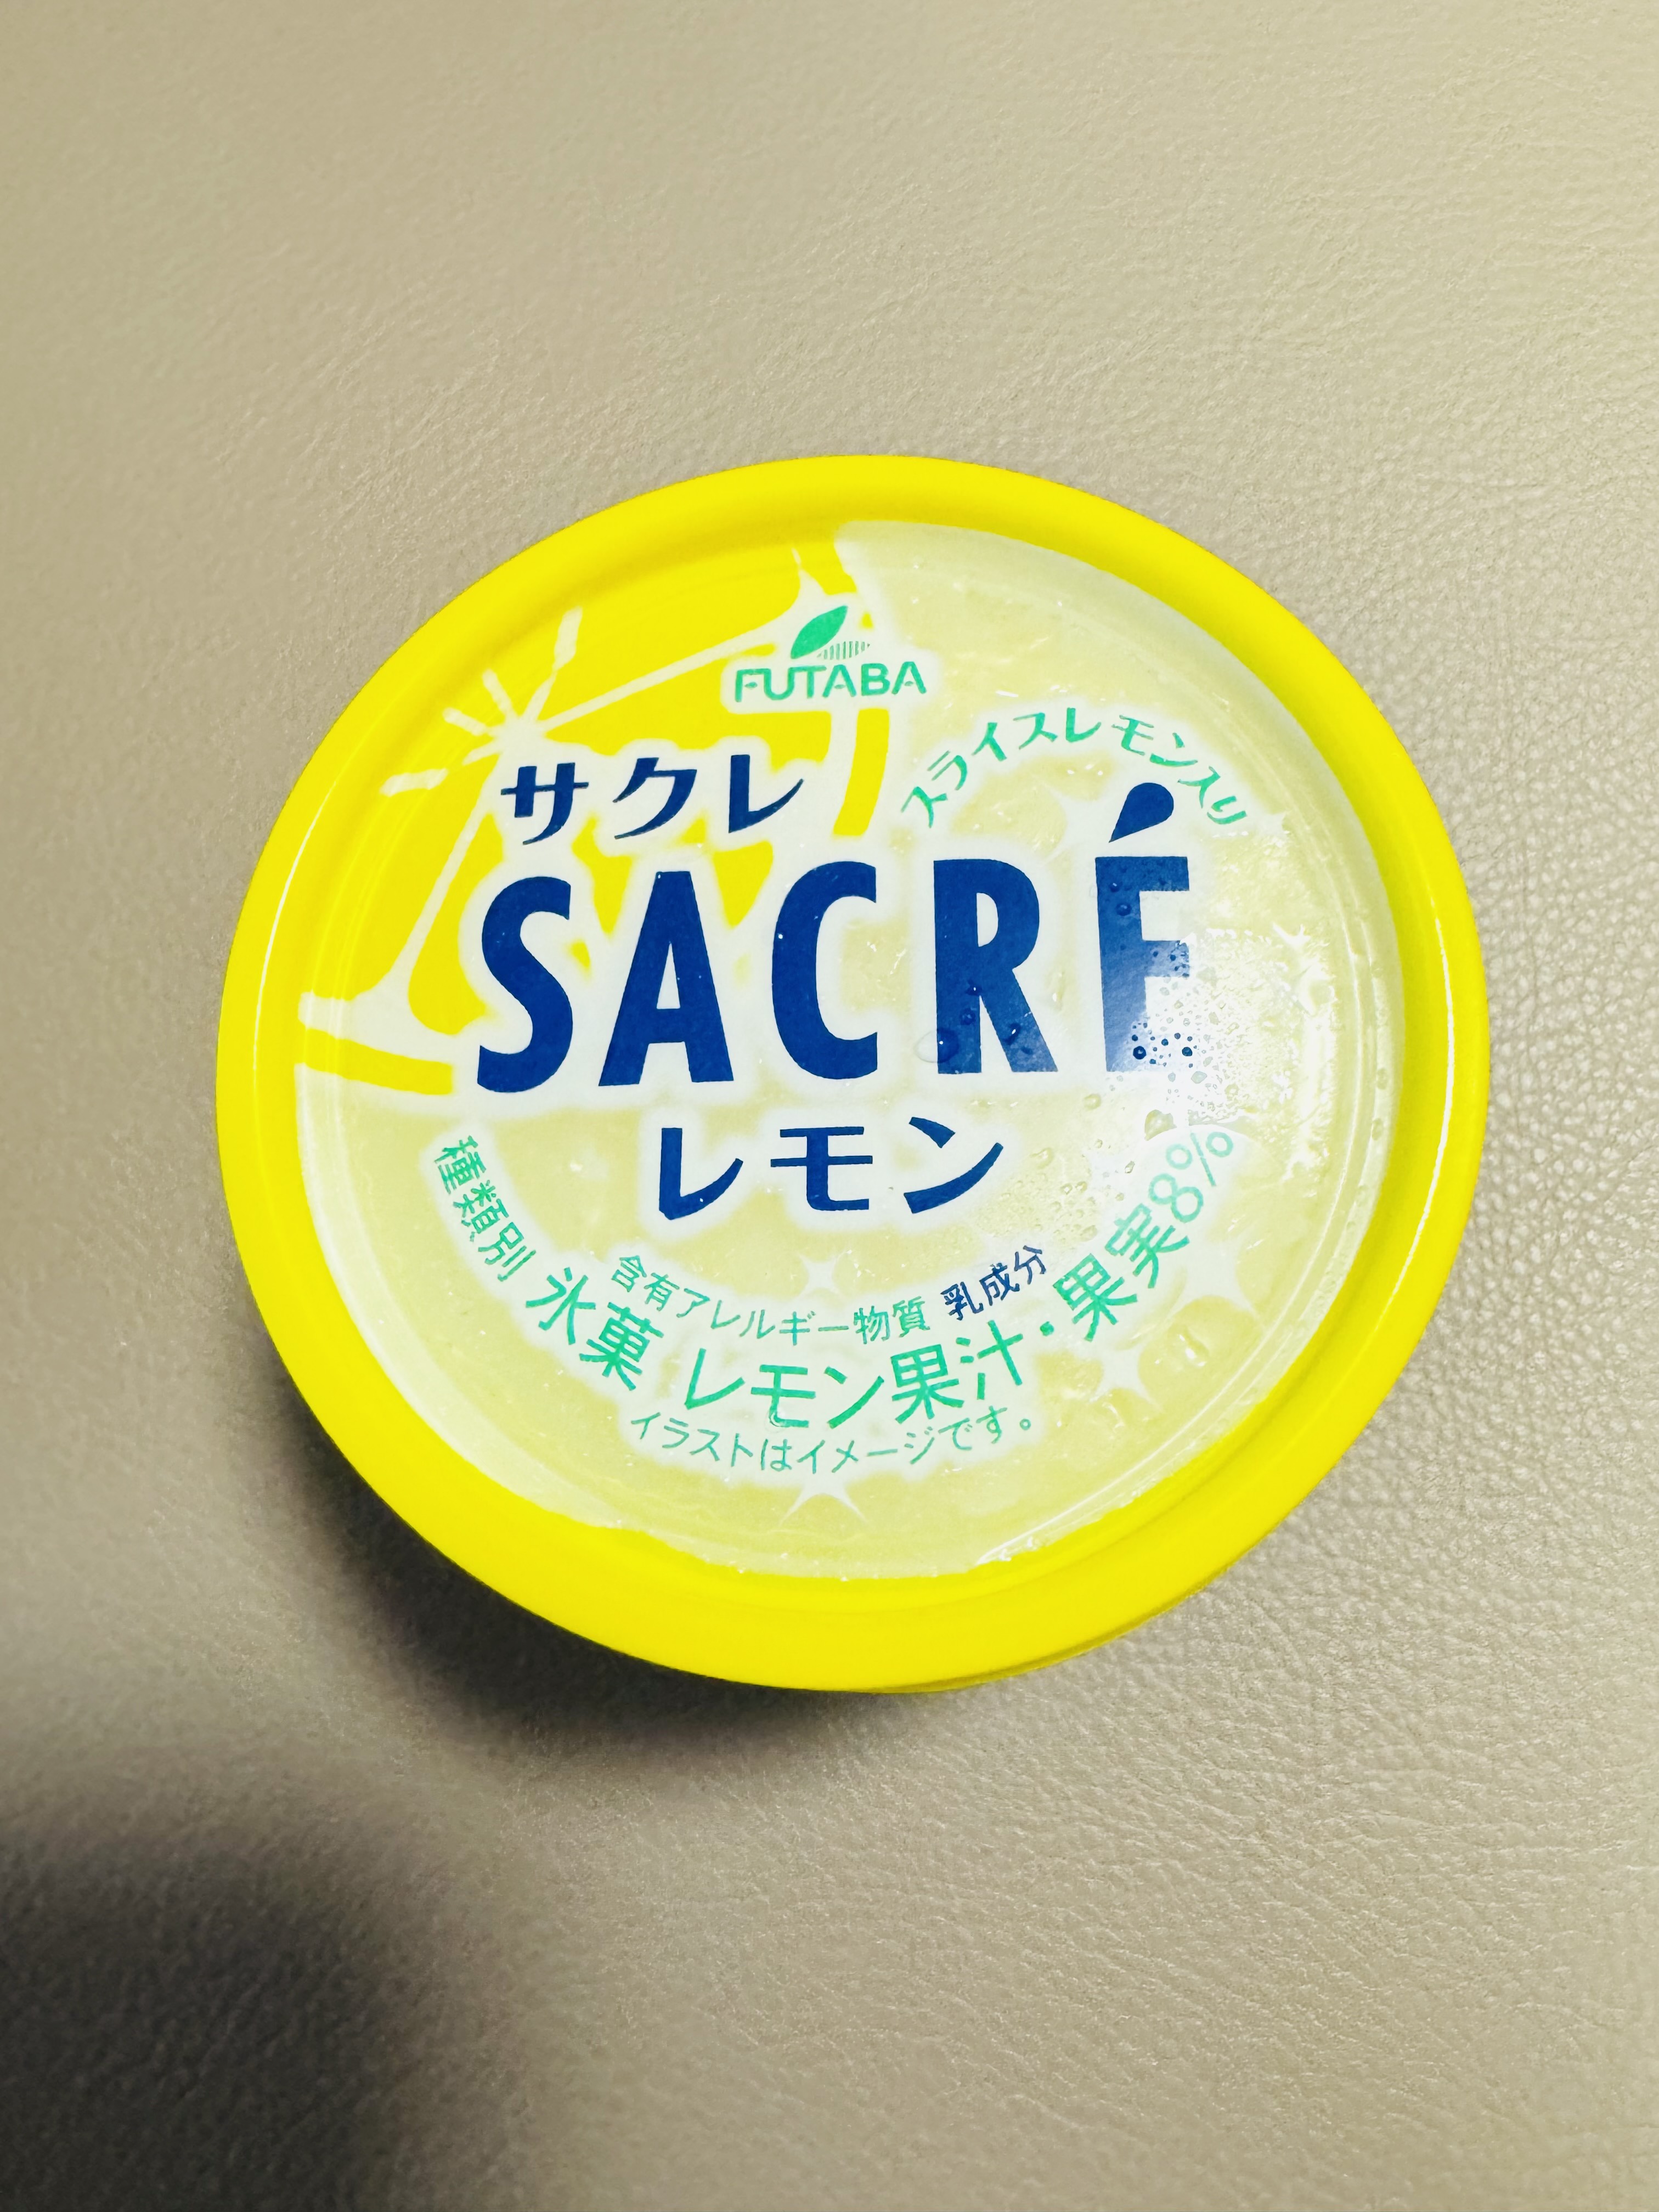 FUTABA
スライスレモン入り
サクレ
SACRÉ
レモン
含有アレルギー物質 乳成分
種類別 氷菓 レモン果汁・果実8%
イラストはイメージです。